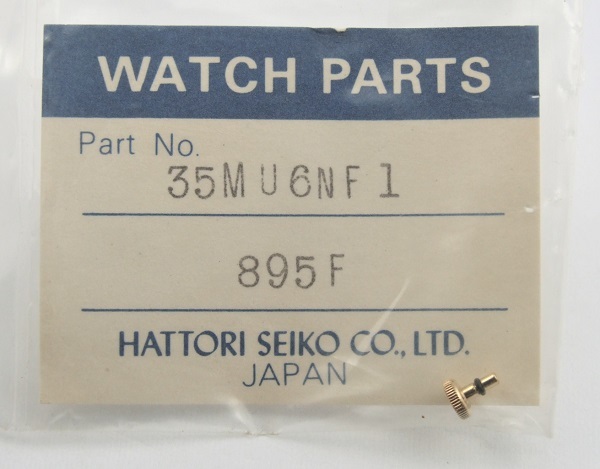 WATCH PARTS
Part No.
35MU6NF1
895F
HATTORI SEIKO CO., LTD.
JAPAN